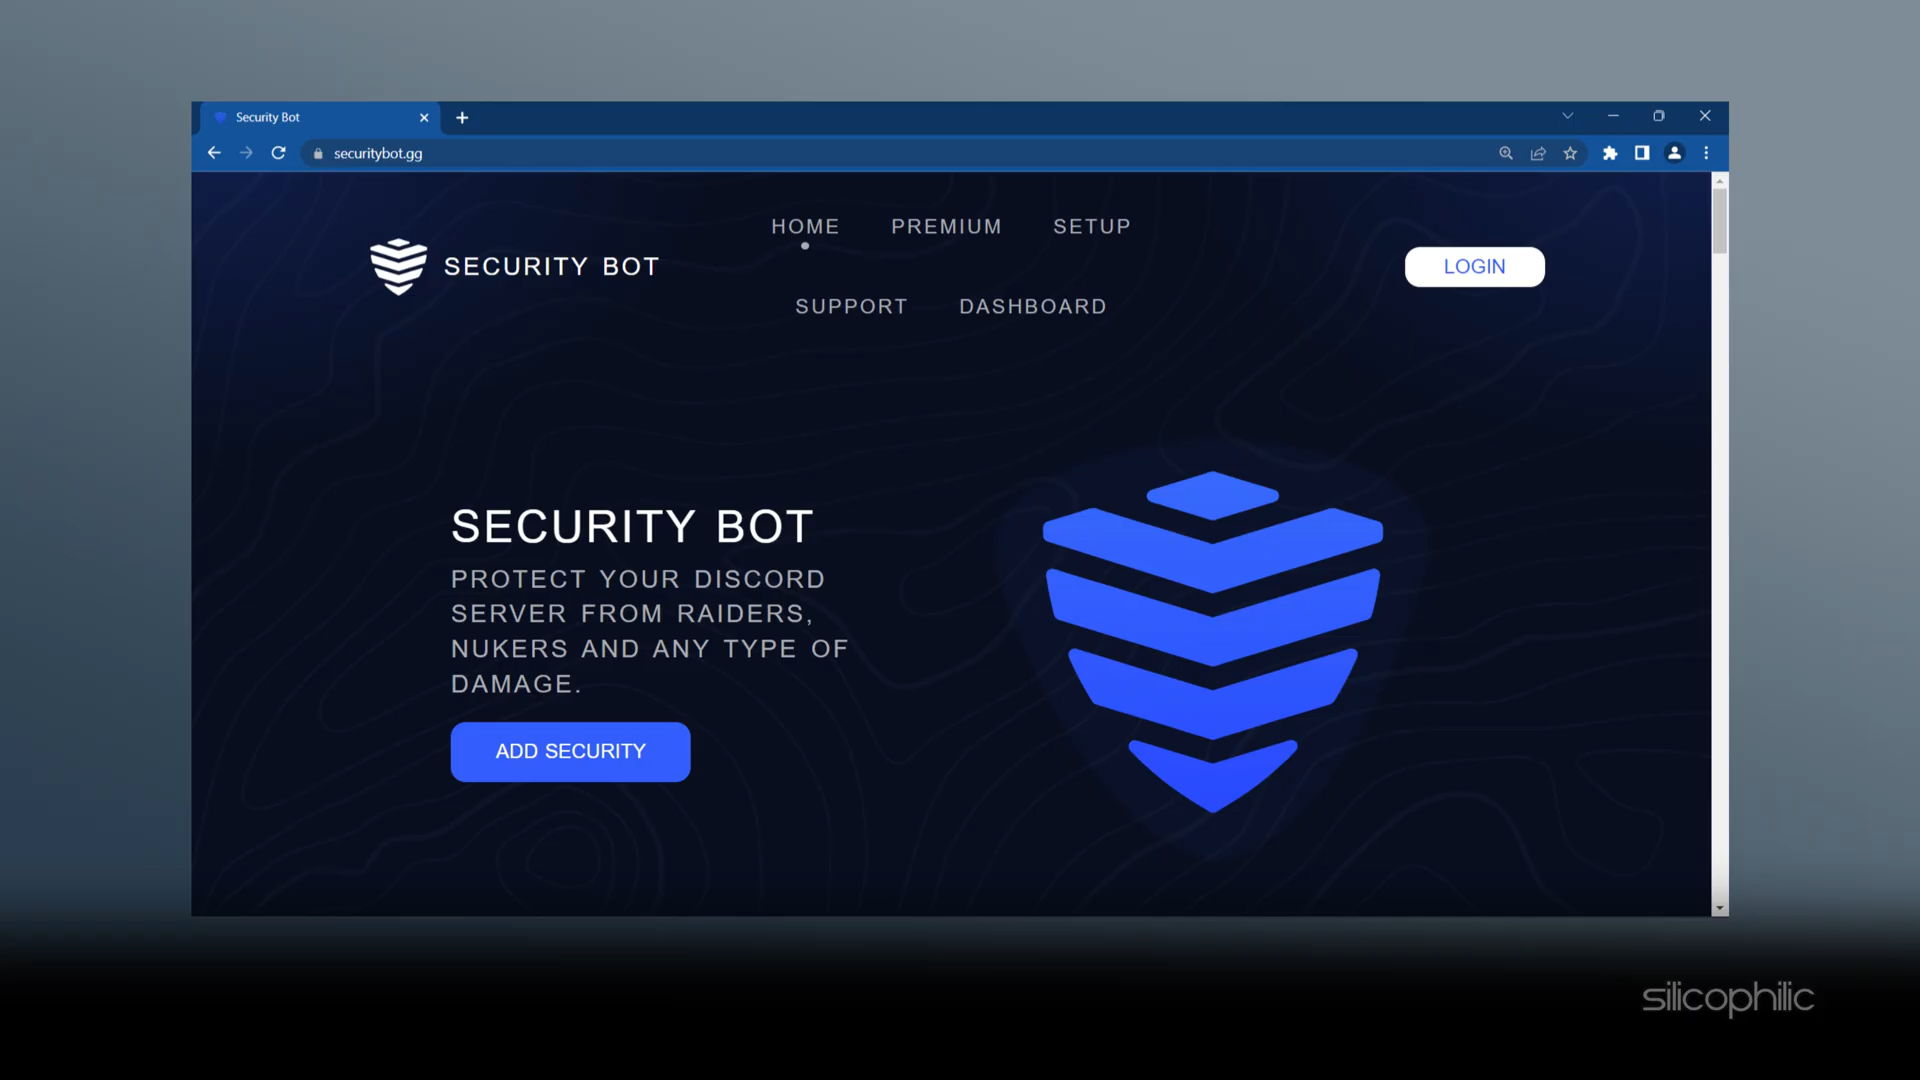 Security Bot
securitybot.gg
HOME PREMIUM SETUP
SECURITY BOT
LOGIN
SUPPORT DASHBOARD
SECURITY BOT
PROTECT YOUR DISCORD
SERVER FROM RAIDERS,
NUKERS AND ANY TYPE OF
DAMAGE.
ADD SECURITY
silicophilic